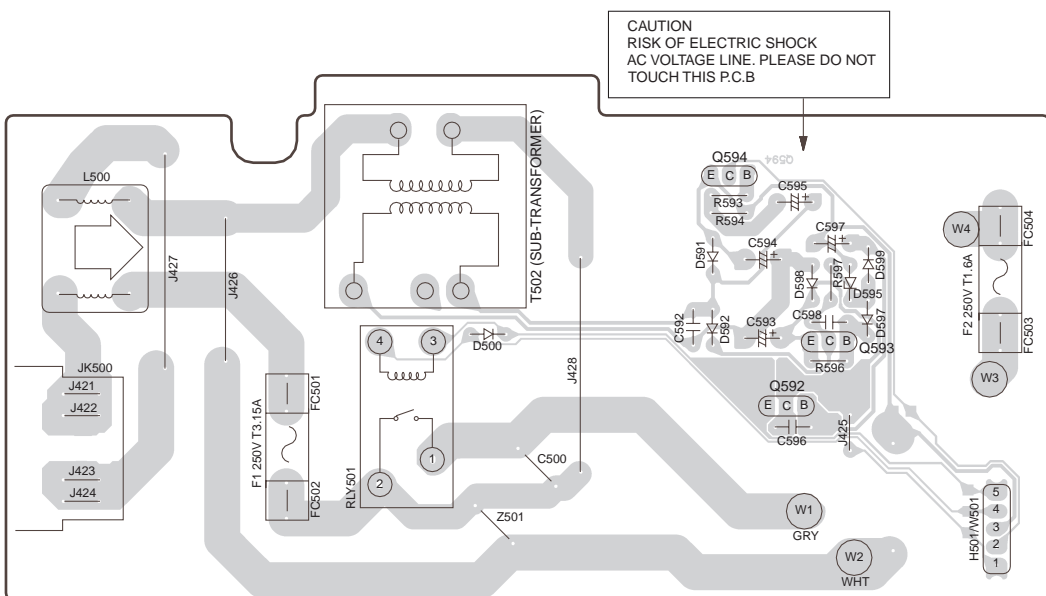 CAUTION
RISK OF ELECTRIC SHOCK
AC VOLTAGE LINE. PLEASE DO NOT
TOUCH THIS P.C.B
L500
J427
J426
T502 (SUB-TRANSFORMER)
Q594
Q594
E C B
R593
R594
C595
C597
D591
C594
D598
R597
D599
D595
C592
D592
C593
C598
D597
E C B
Q593
R596
Q592
E C B
C596
J425
W4
FC504
F2 250V T1.6A
FC503
W3
JK500
J421
J422
J423
J424
F1 250V T3.15A
FC501
FC502
RLY501
4
3
1
2
D500
J428
C500
Z501
W1
GRY
W2
WHT
H501/W501
5
4
3
2
1